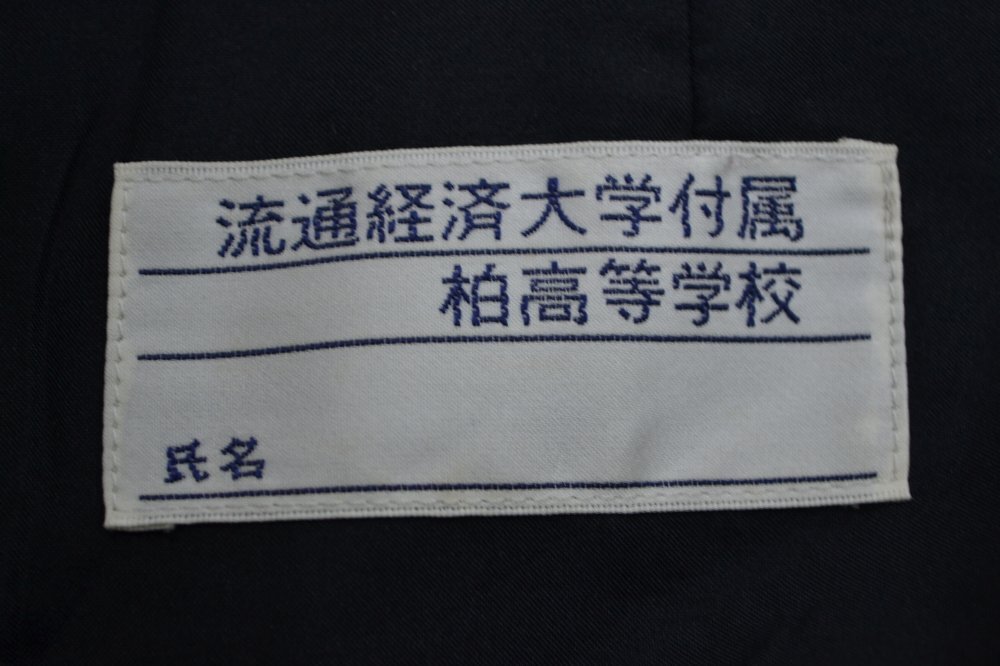 流通経済大学付属
柏高等学校
氏名